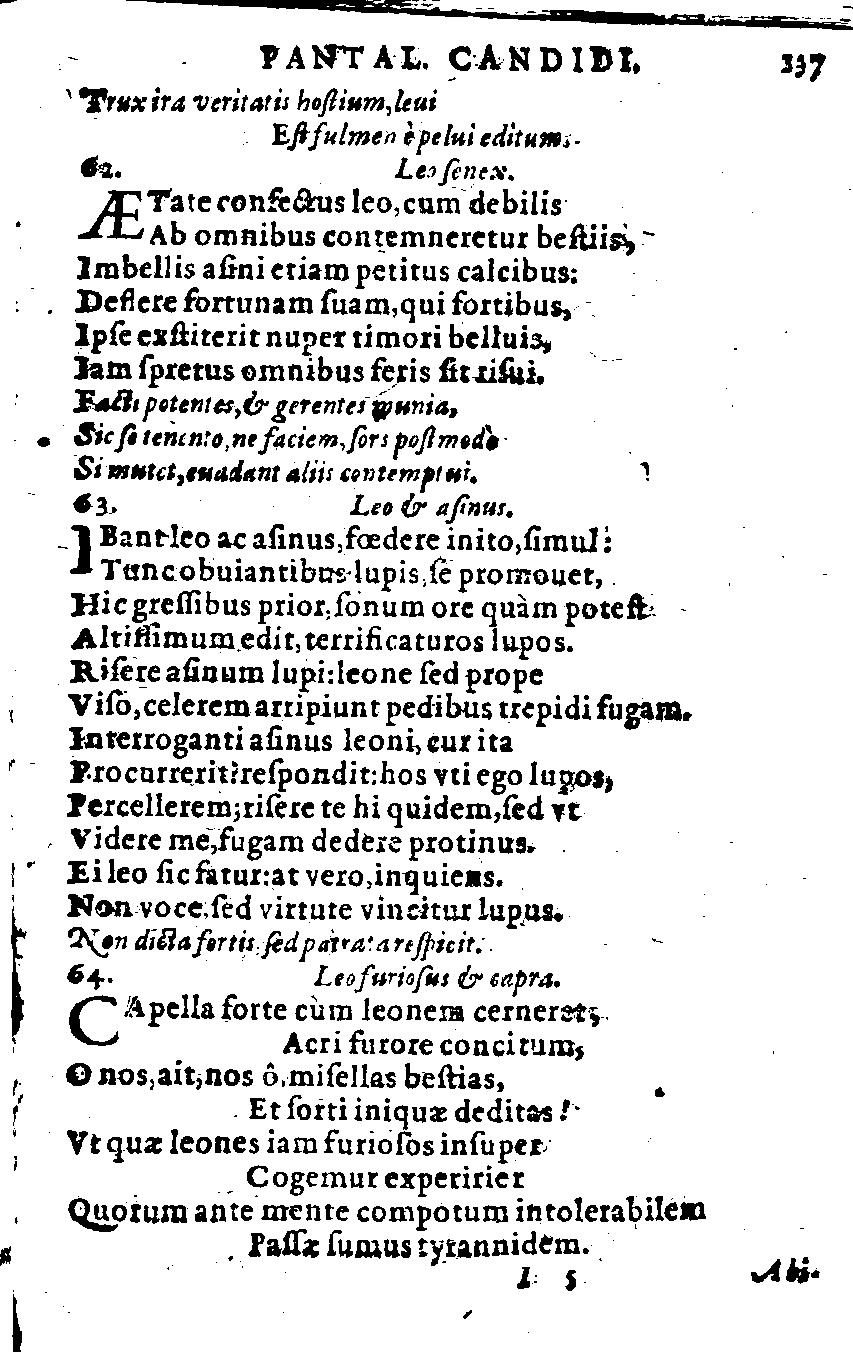 PANTAL. CANDIDI. 137
Trux ira veritatis hoſtium, leui
Eſt fulmen è pelui editum.
62. Leo ſenex.
ÆTate confectus leo, cum debilis
Ab omnibus contemneretur beſtiis,
Imbellis aſini etiam petitus calcibus:
Deflere fortunam ſuam, qui fortibus,
Ipſe exſtiterit nuper timori belluis,
Iam ſpretus omnibus feris ſit riſui.
Facti potentes, & gerentes munia,
Sic ſe tenento, ne faciem, ſors poſtmodò
Si mutet, euadant aliis contemptui.
63. Leo & aſinus.
IBant leo ac aſinus, fœdere inito, ſimul:
Tunc obuiantibus lupis, ſe promouet,
Hic greſſibus prior, ſonum ore quàm poteſt
Altiſſimum edit, terrificaturos lupos.
Riſere aſinum lupi: leone ſed prope
Viſo, celerem arripiunt pedibus trepidi fugam.
Interroganti aſinus leoni, cur ita
Procurrerit? reſpondit: hos vti ego lupos,
Percellerem; riſere te hi quidem, ſed vt
Videre me, fugam dedere protinus.
Ei leo ſic fatur: at vero, inquiens.
Non voce, ſed virtute vincitur lupus.
Non dicta fortis, ſed patrata reſpicit.
64. Leo furioſus & capra.
CApella forte cùm leonem cerneret,
Acri furore concitum,
O nos, ait, nos ô, miſellas beſtias,
Et ſorti iniquæ deditas!
Vt quæ leones iam furioſos inſuper
Cogemur experirier
Quorum ante mente compotum intolerabilem
Paſſæ ſumus tyrannidem.
I 5 Abi-